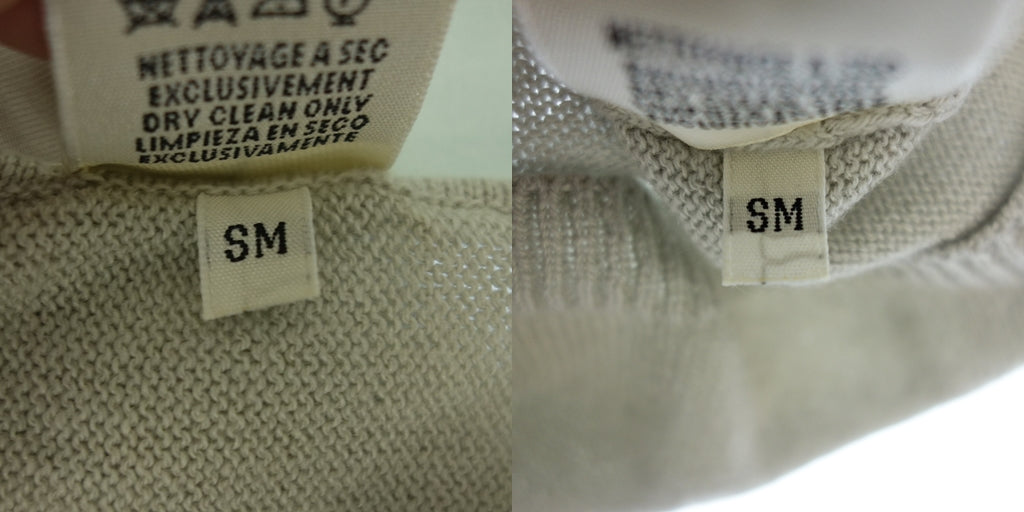 NETTOYAGE A SEC
EXCLUSIVEMENT
DRY CLEAN ONLY
LIMPIEZA EN SECO
EXCLUSIVAMENTE
SM
SM